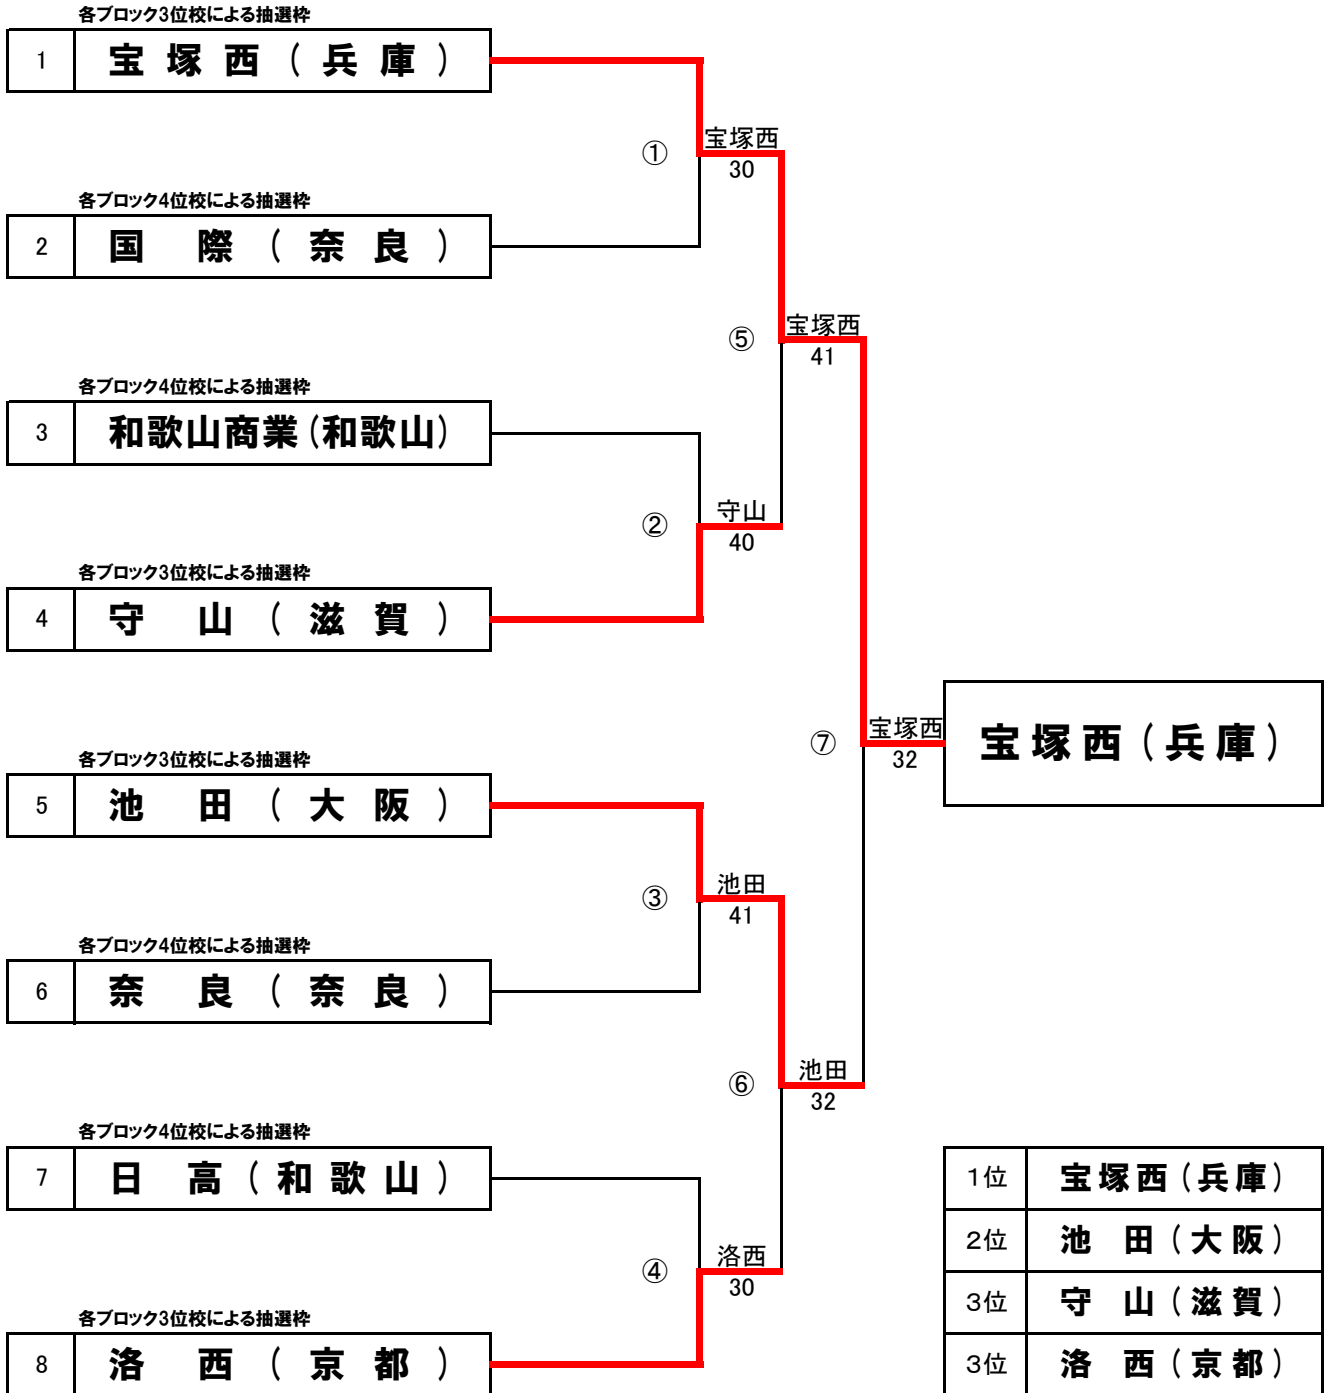 各ブロック3位校による抽選枠
1 宝塚西（兵庫）
①
宝塚西
30
各ブロック4位校による抽選枠
2 国際（奈良）
⑤
宝塚西
41
各ブロック4位校による抽選枠
3 和歌山商業（和歌山）
②
守山
40
各ブロック3位校による抽選枠
4 守山（滋賀）
⑦
宝塚西
32
宝塚西（兵庫）
各ブロック3位校による抽選枠
5 池田（大阪）
③
池田
41
各ブロック4位校による抽選枠
6 奈良（奈良）
⑥
池田
32
各ブロック4位校による抽選枠
7 日高（和歌山）
④
洛西
30
各ブロック3位校による抽選枠
8 洛西（京都）
1位 宝塚西（兵庫）
2位 池田（大阪）
3位 守山（滋賀）
3位 洛西（京都）